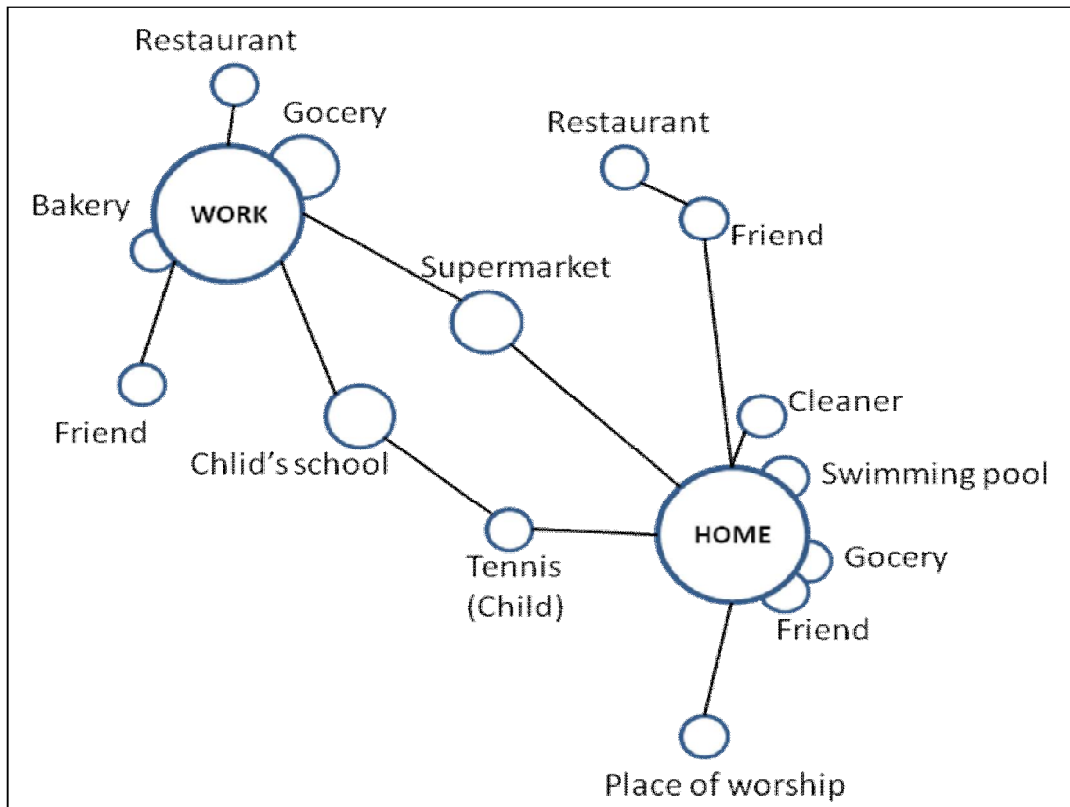 Restaurant
Gocery
Restaurant
Bakery
WORK
Friend
Supermarket
Cleaner
Friend
Chlid's school
Swimming pool
HOME
Gocery
Tennis
(Child)
Friend
Place of worship